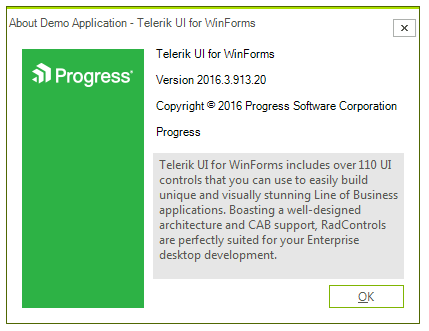 About Demo Application - Telerik UI for WinForms
Progress®
Telerik UI for WinForms
Version 2016.3.913.20
Copyright © 2016 Progress Software Corporation
Progress
Telerik UI for WinForms includes over 110 UI
controls that you can use to easily build
unique and visually stunning Line of Business
applications. Boasting a well-designed
architecture and CAB support, RadControls
are perfectly suited for your Enterprise
desktop development.
OK